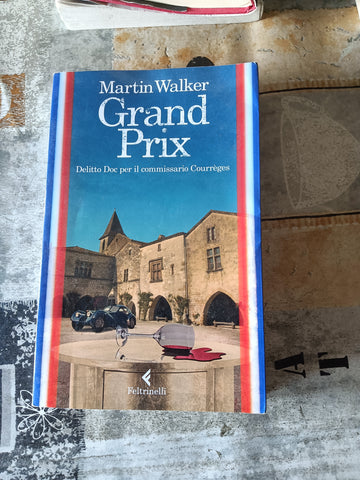 Martin Walker
Grand
Prix
Delitto Doc per il commissario Courrèges
Feltrinelli
A
T